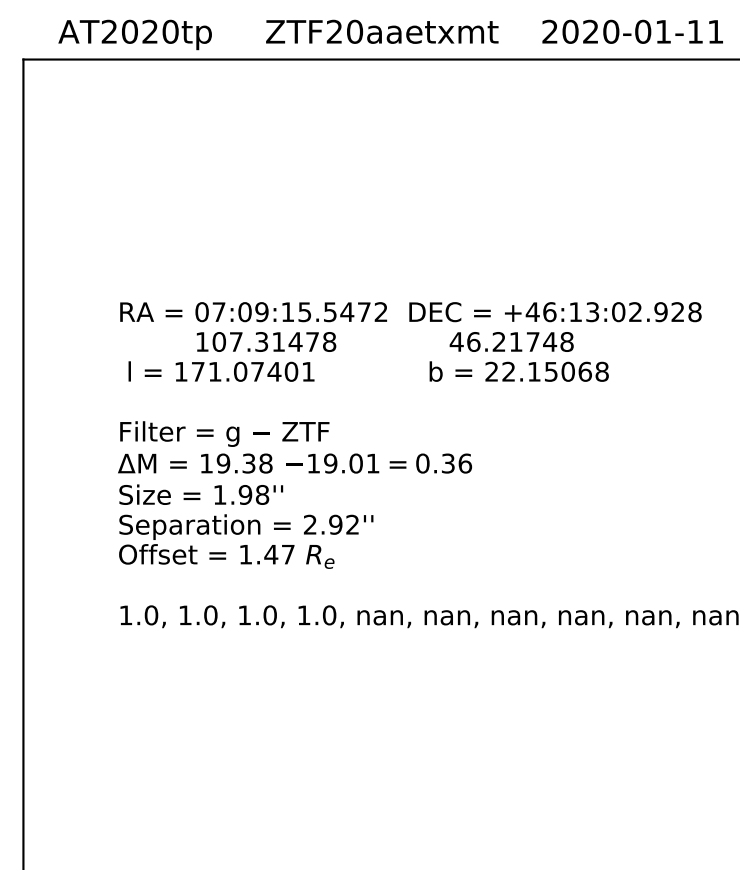 AT2020tp ZTF20aaetxmt 2020-01-11
RA = 07:09:15.5472 DEC = +46:13:02.928
107.31478 46.21748
l = 171.07401 b = 22.15068
Filter = g − ZTF
ΔM = 19.38 −19.01 = 0.36
Size = 1.98''
Separation = 2.92''
Offset = 1.47 Re
1.0, 1.0, 1.0, 1.0, nan, nan, nan, nan, nan, nan